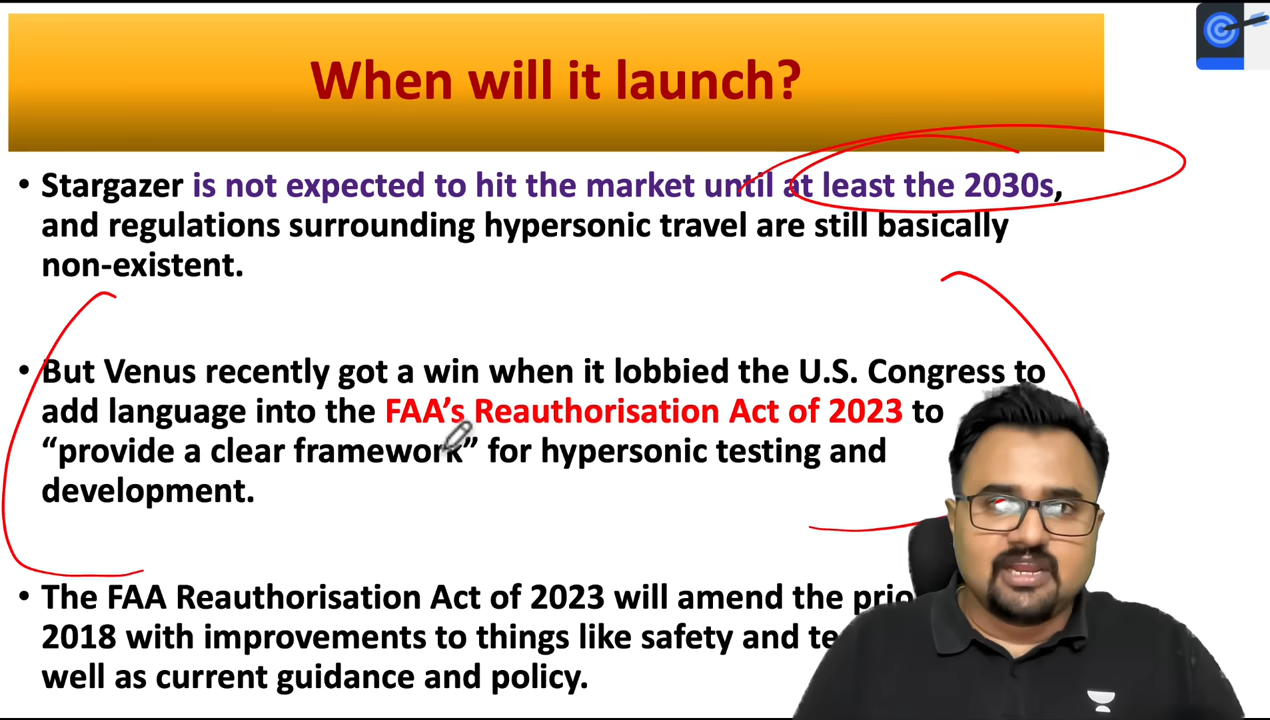 When will it launch?
• Stargazer is not expected to hit the market until at least the 2030s,
and regulations surrounding hypersonic travel are still basically
non-existent.
• But Venus recently got a win when it lobbied the U.S. Congress to
add language into the FAA’s Reauthorisation Act of 2023 to
“provide a clear framework” for hypersonic testing and
development.
• The FAA Reauthorisation Act of 2023 will amend the
2018 with improvements to things like safety and
well as current guidance and policy.